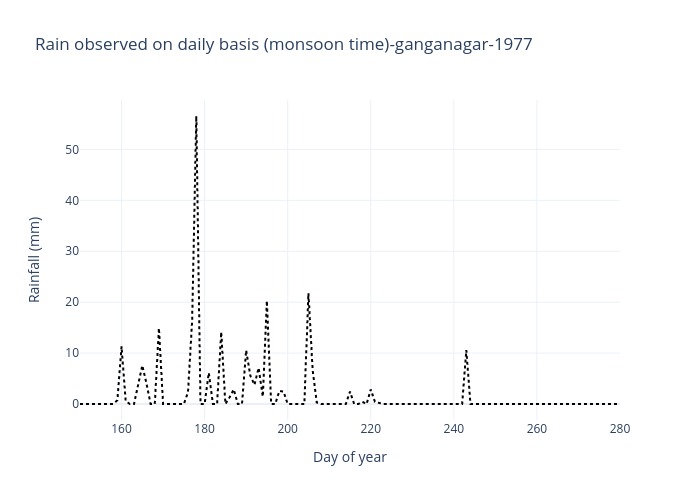 Rain observed on daily basis (monsoon time)-ganganagar-1977
Rainfall (mm)
50
40
30
20
10
0
160 180 200 220 240 260 280
Day of year